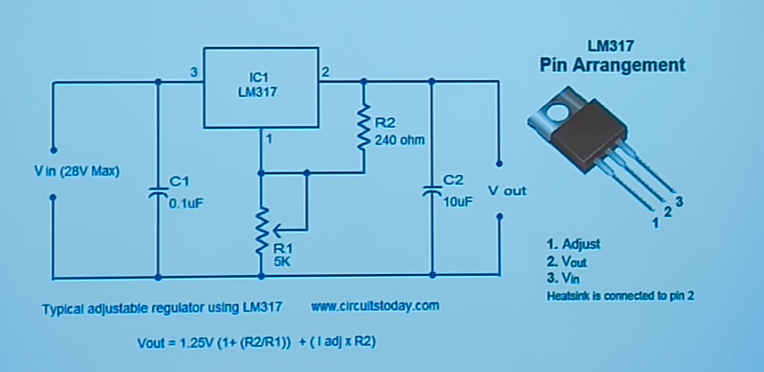 LM317
Pin Arrangement
3
IC1
LM317
2
1
R2
240 ohm
V in (28V Max)
C1
0.1uF
C2
10uF
V out
R1
5K
1
2
3
1. Adjust
2. Vout
3. Vin
Heatsink is connected to pin 2
Typical adjustable regulator using LM317 www.circuitstoday.com
Vout = 1.25V (1+ (R2/R1)) + ( I adj x R2)